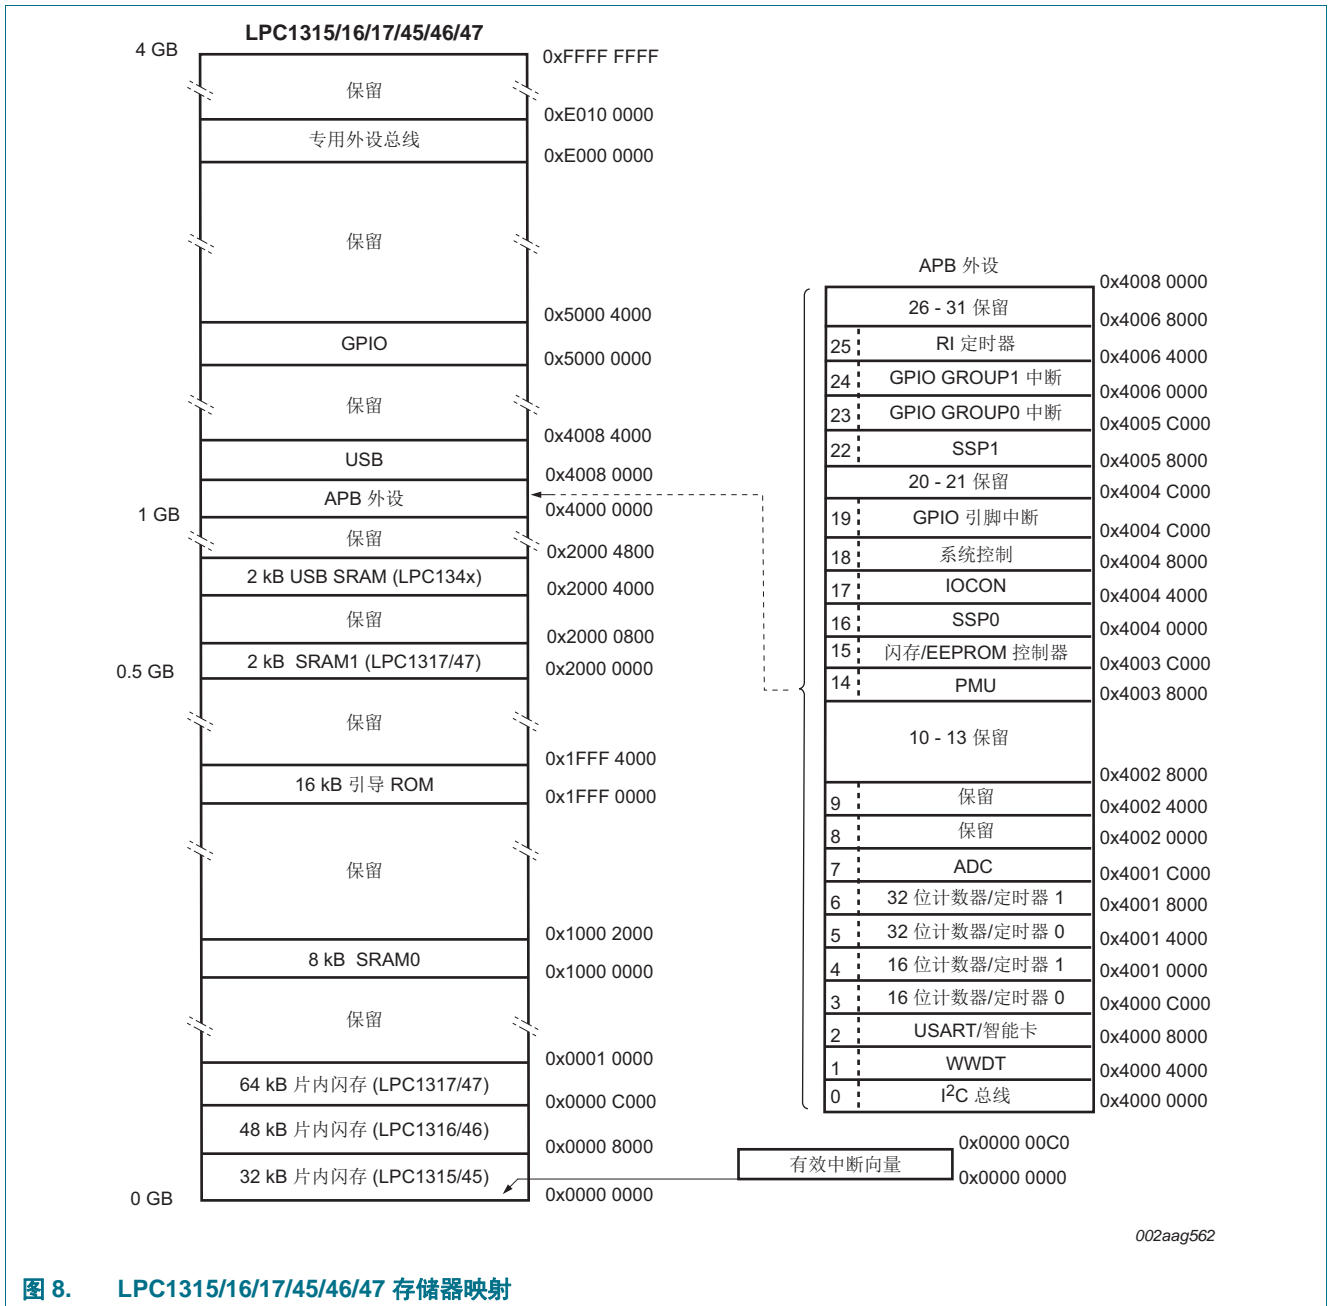 LPC1315/16/17/45/46/47
4 GB
0xFFFF FFFF
保留
0xE010 0000
专用外设总线
0xE000 0000
保留
0x5000 4000
GPIO
0x5000 0000
保留
0x4008 4000
USB
0x4008 0000
APB 外设
1 GB
0x4000 0000
保留
0x2000 4800
2 kB USB SRAM (LPC134x)
0x2000 4000
保留
0x2000 0800
2 kB SRAM1 (LPC1317/47)
0.5 GB
0x2000 0000
保留
0x1FFF 4000
16 kB 引导 ROM
0x1FFF 0000
保留
0x1000 2000
8 kB SRAM0
0x1000 0000
保留
0x0001 0000
64 kB 片内闪存 (LPC1317/47)
0x0000 C000
48 kB 片内闪存 (LPC1316/46)
0x0000 8000
32 kB 片内闪存 (LPC1315/45)
0 GB
0x0000 0000
APB 外设
0x4008 0000
26 - 31 保留
0x4006 8000
25 RI 定时器
0x4006 4000
24 GPIO GROUP1 中断
0x4006 0000
23 GPIO GROUP0 中断
0x4005 C000
22 SSP1
0x4005 8000
20 - 21 保留
0x4004 C000
19 GPIO 引脚中断
0x4004 C000
18 系统控制
0x4004 8000
17 IOCON
0x4004 4000
16 SSP0
0x4004 0000
15 闪存/EEPROM 控制器
0x4003 C000
14 PMU
0x4003 8000
10 - 13 保留
0x4002 8000
9 保留
0x4002 4000
8 保留
0x4002 0000
7 ADC
0x4001 C000
6 32 位计数器/定时器 1
0x4001 8000
5 32 位计数器/定时器 0
0x4001 4000
4 16 位计数器/定时器 1
0x4001 0000
3 16 位计数器/定时器 0
0x4000 C000
2 USART/智能卡
0x4000 8000
1 WWDT
0x4000 4000
0 I²C 总线
0x4000 0000
0x0000 00C0
有效中断向量
0x0000 0000
002aag562
图 8. LPC1315/16/17/45/46/47 存储器映射